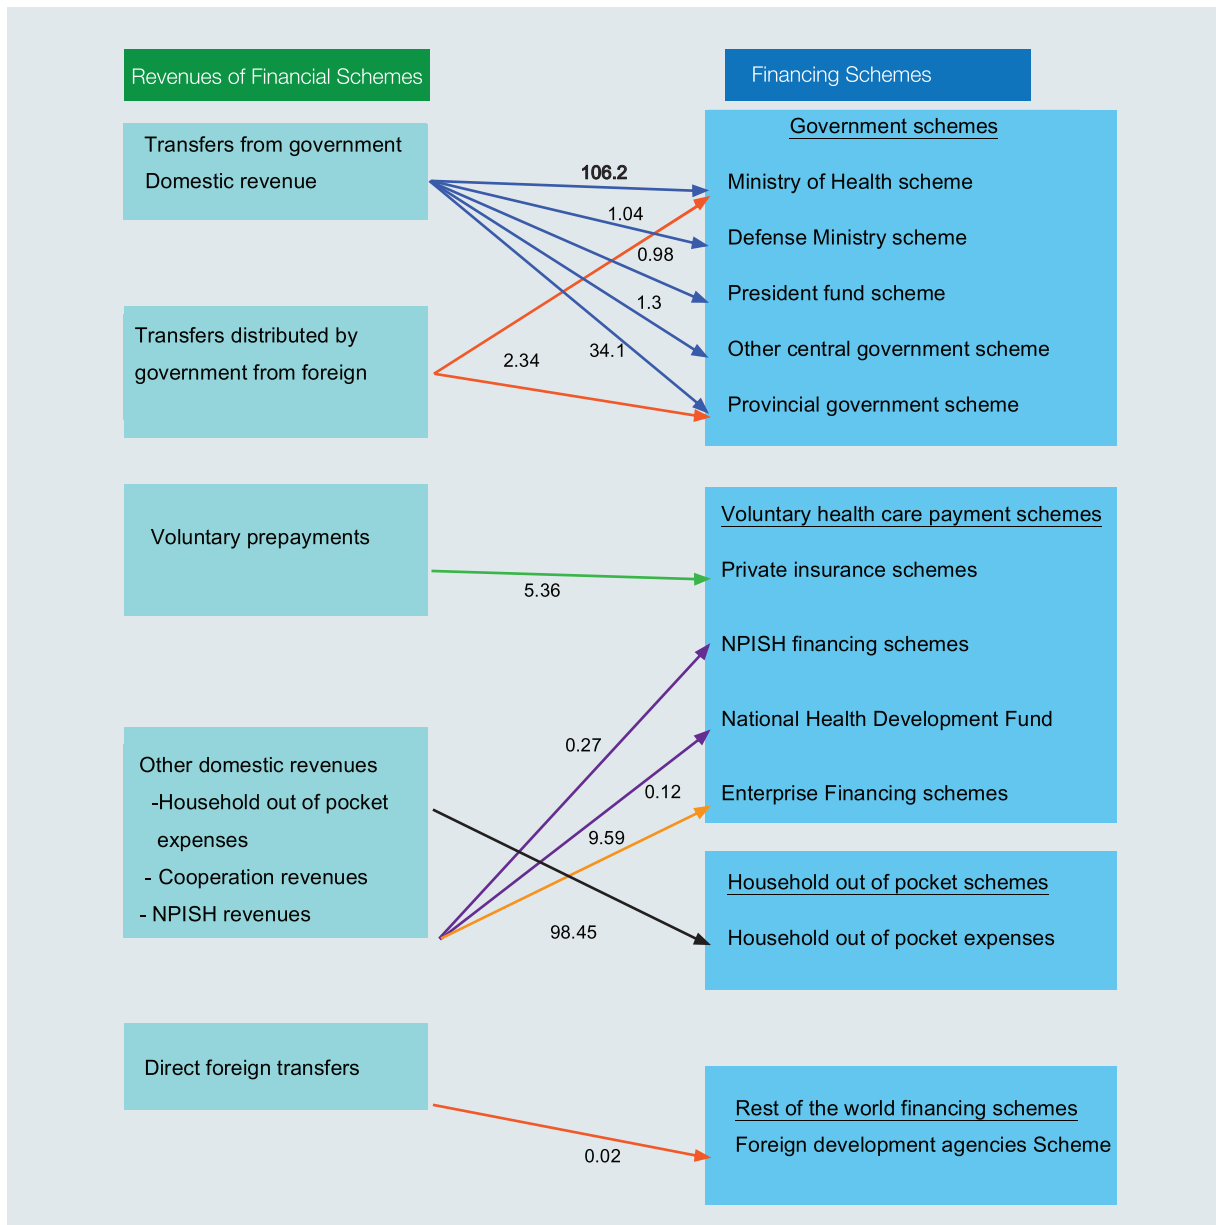 Revenues of Financial Schemes
Financing Schemes
Transfers from government
Domestic revenue
Transfers distributed by
government from foreign
Voluntary prepayments
Other domestic revenues
-Household out of pocket
expenses
- Cooperation revenues
- NPISH revenues
Direct foreign transfers
106.2
1.04
0.98
1.3
34.1
2.34
5.36
0.27
0.12
9.59
98.45
0.02
Government schemes
Ministry of Health scheme
Defense Ministry scheme
President fund scheme
Other central government scheme
Provincial government scheme
Voluntary health care payment schemes
Private insurance schemes
NPISH financing schemes
National Health Development Fund
Enterprise Financing schemes
Household out of pocket schemes
Household out of pocket expenses
Rest of the world financing schemes
Foreign development agencies Scheme